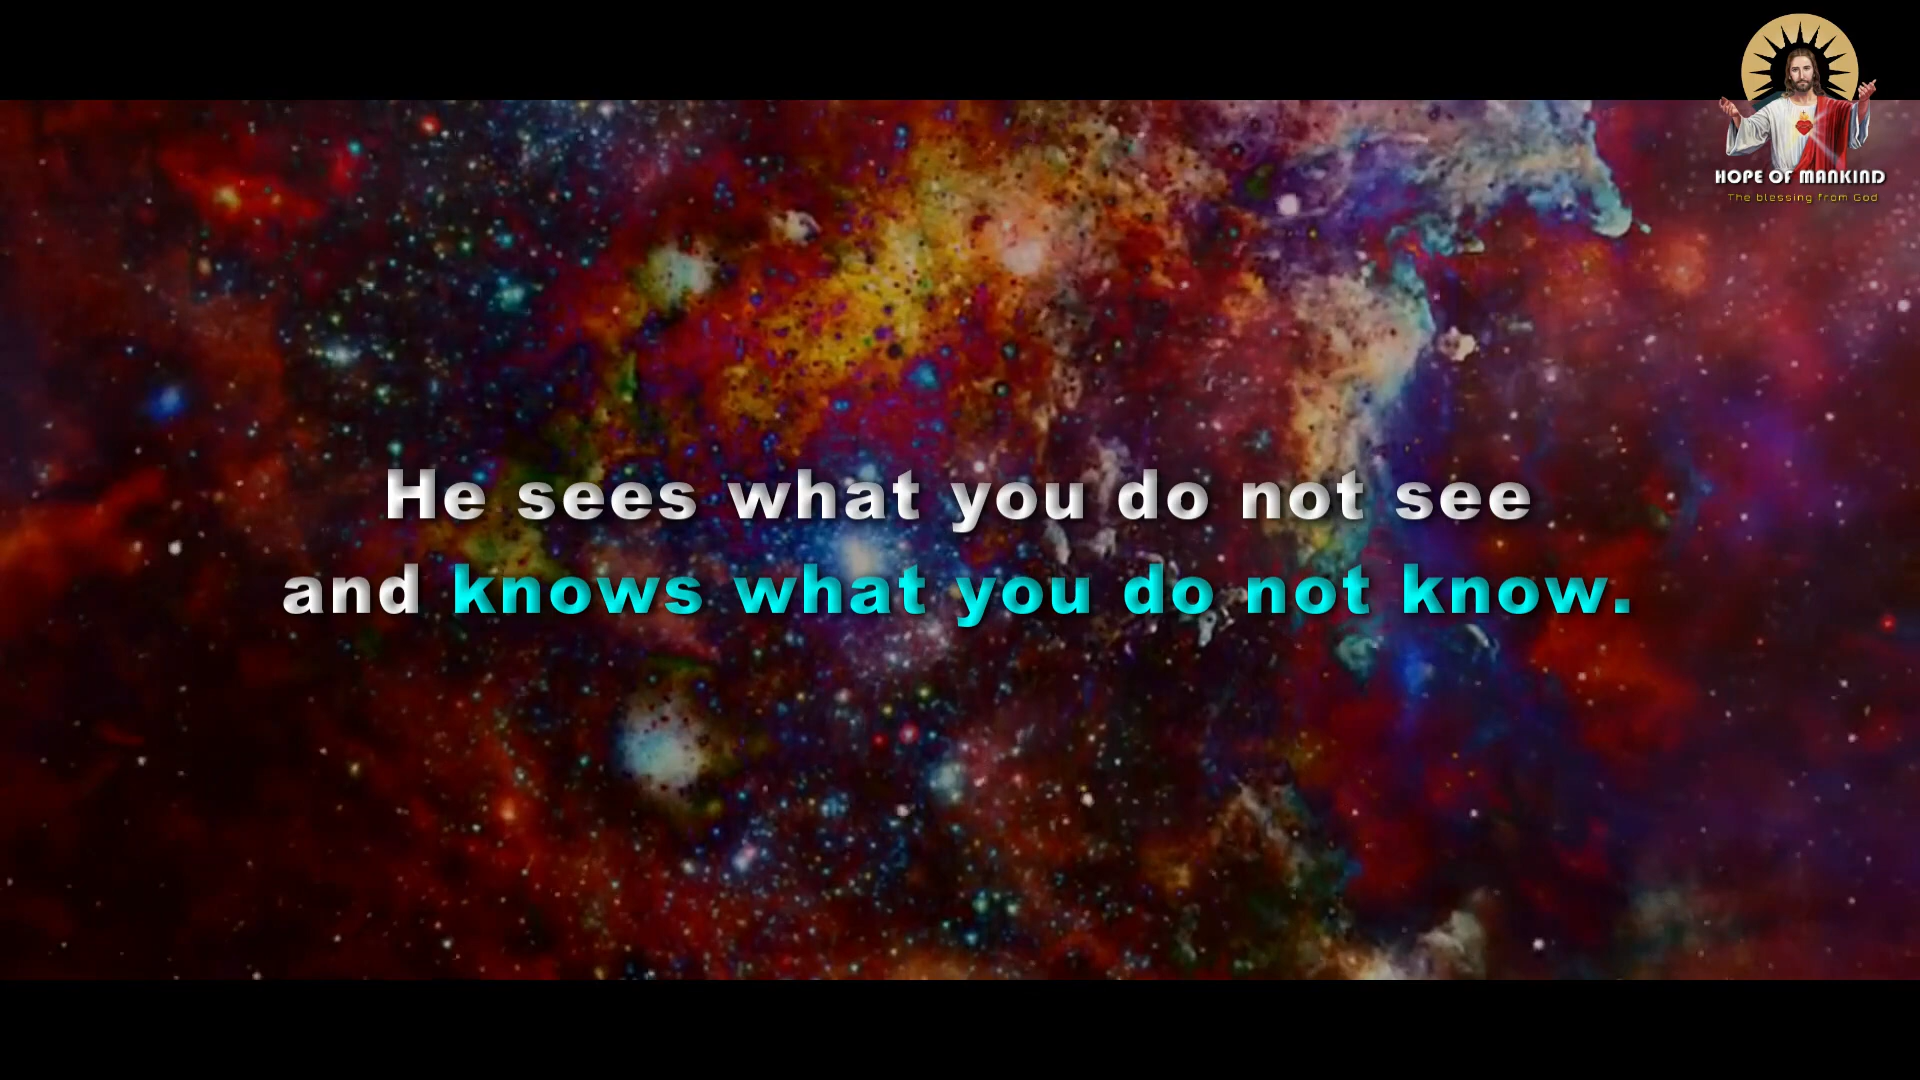 HOPE OF MANKIND
The blessing from God
He sees what you do not see
and knows what you do not know.